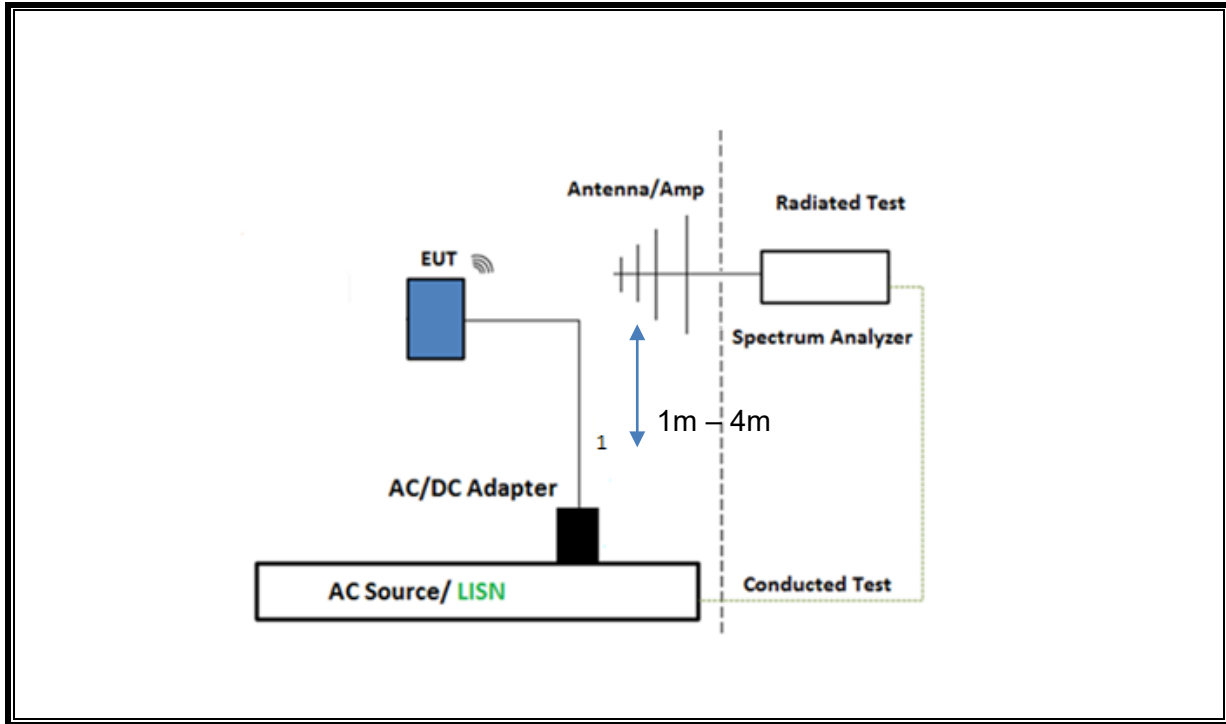 Antenna/Amp
Radiated Test
EUT
Spectrum Analyzer
1m – 4m
1
AC/DC Adapter
AC Source/ LISN
Conducted Test